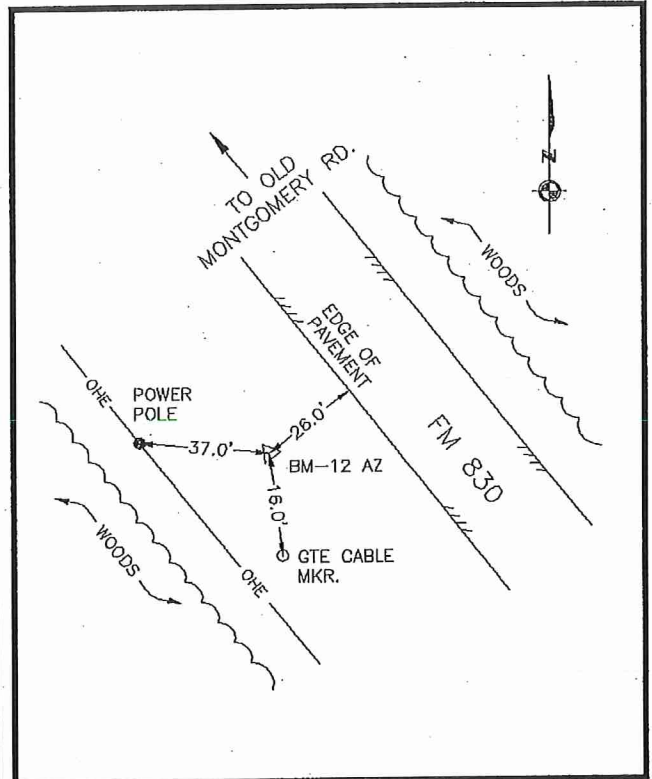 TO OLD
MONTGOMERY RD.
N
WOODS
EDGE OF
PAVEMENT
OHE
POWER
POLE
26.0'
37.0'
BM-12 AZ
FM 830
16.0'
GTE CABLE
MKR.
WOODS
OHE